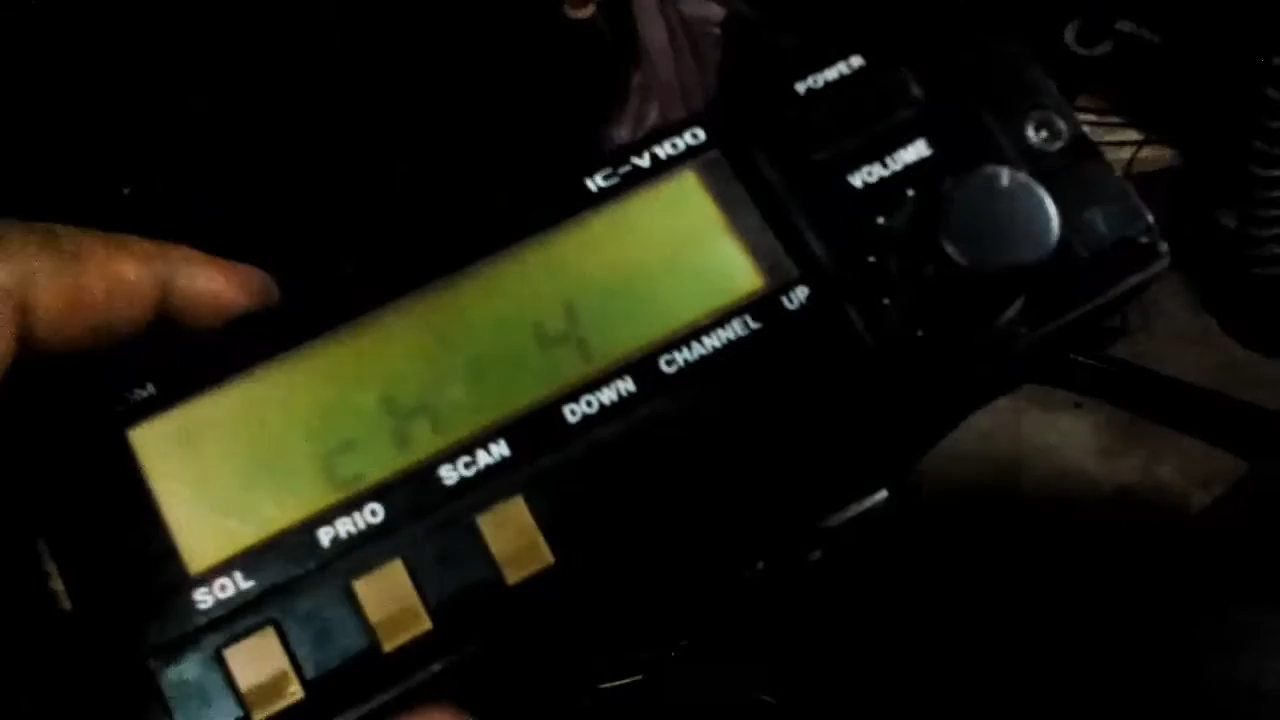 POWER
IC-V100
VOLUME
ch 4
SQL PRIO SCAN DOWN CHANNEL UP